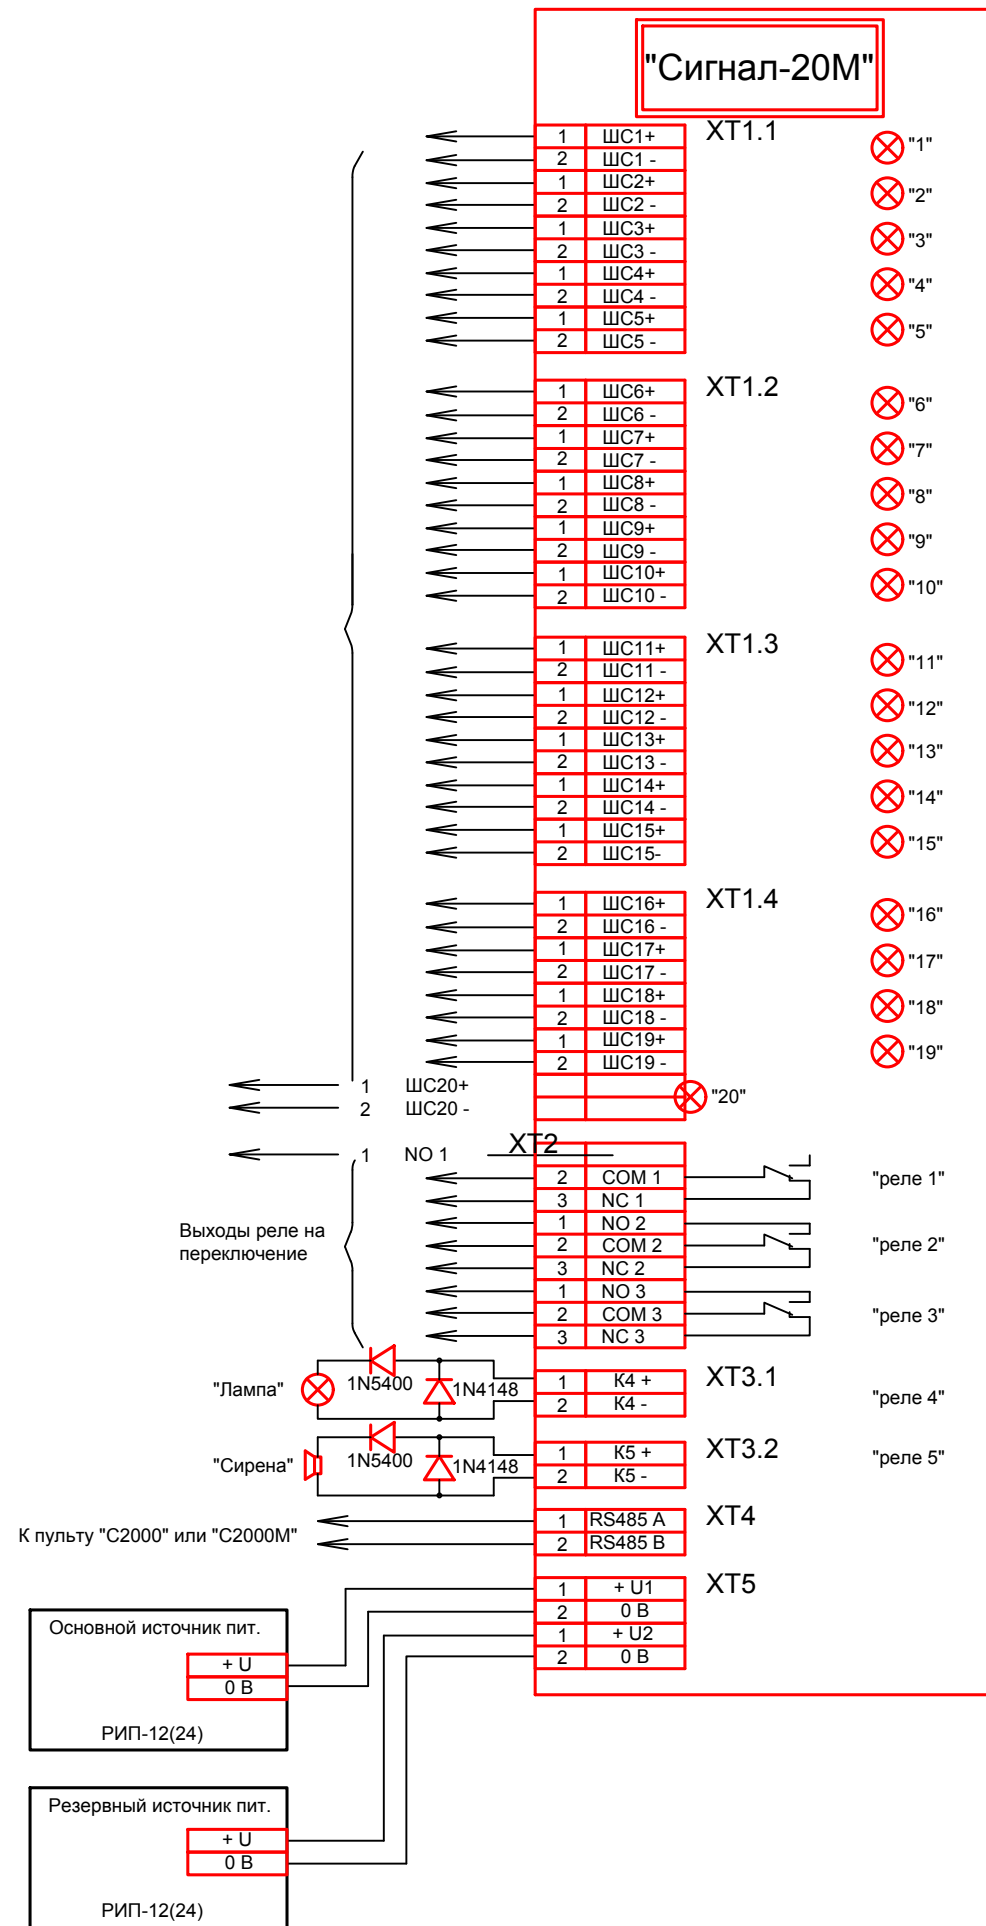 "Сигнал-20М"
XT1.1
1 ШС1+ "1"
2 ШС1 -
1 ШС2+ "2"
2 ШС2 -
1 ШС3+ "3"
2 ШС3 -
1 ШС4+ "4"
2 ШС4 -
1 ШС5+ "5"
2 ШС5 -
XT1.2
1 ШС6+ "6"
2 ШС6 -
1 ШС7+ "7"
2 ШС7 -
1 ШС8+ "8"
2 ШС8 -
1 ШС9+ "9"
2 ШС9 -
1 ШС10+ "10"
2 ШС10 -
XT1.3
1 ШС11+ "11"
2 ШС11 -
1 ШС12+ "12"
2 ШС12 -
1 ШС13+ "13"
2 ШС13 -
1 ШС14+ "14"
2 ШС14 -
1 ШС15+ "15"
2 ШС15-
XT1.4
1 ШС16+ "16"
2 ШС16 -
1 ШС17+ "17"
2 ШС17 -
1 ШС18+ "18"
2 ШС18 -
1 ШС19+ "19"
2 ШС19 -
1 ШС20+ "20"
2 ШС20 -
XT2
1 NO 1
2 COM 1 "реле 1"
3 NC 1
1 NO 2
2 COM 2 "реле 2"
3 NC 2
1 NO 3
2 COM 3 "реле 3"
3 NC 3
Выходы реле на
переключение
"Лампа" 1N5400 1N4148
1 К4 + XT3.1
2 К4 - "реле 4"
"Сирена" 1N5400 1N4148
1 К5 + XT3.2
2 К5 - "реле 5"
К пульту "С2000" или "С2000М"
1 RS485 A XT4
2 RS485 B
1 + U1 XT5
2 0 В
1 + U2
2 0 В
Основной источник пит.
+ U
0 В
РИП-12(24)
Резервный источник пит.
+ U
0 В
РИП-12(24)